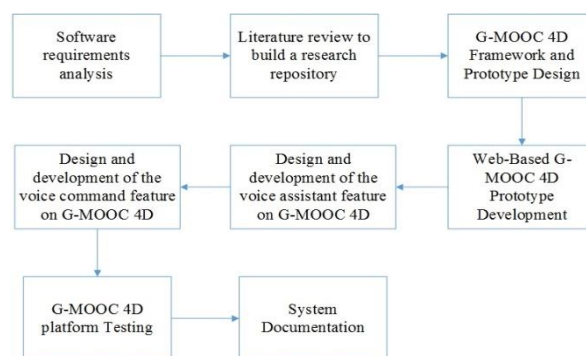 Software
requirements
analysis
Literature review to
build a research
repository
G-MOOC 4D
Framework and
Prototype Design
Web-Based G-
MOOC 4D
Prototype
Development
Design and
development of the
voice assistant feature
on G-MOOC 4D
Design and
development of the
voice command feature
on G-MOOC 4D
G-MOOC 4D
platform Testing
System
Documentation